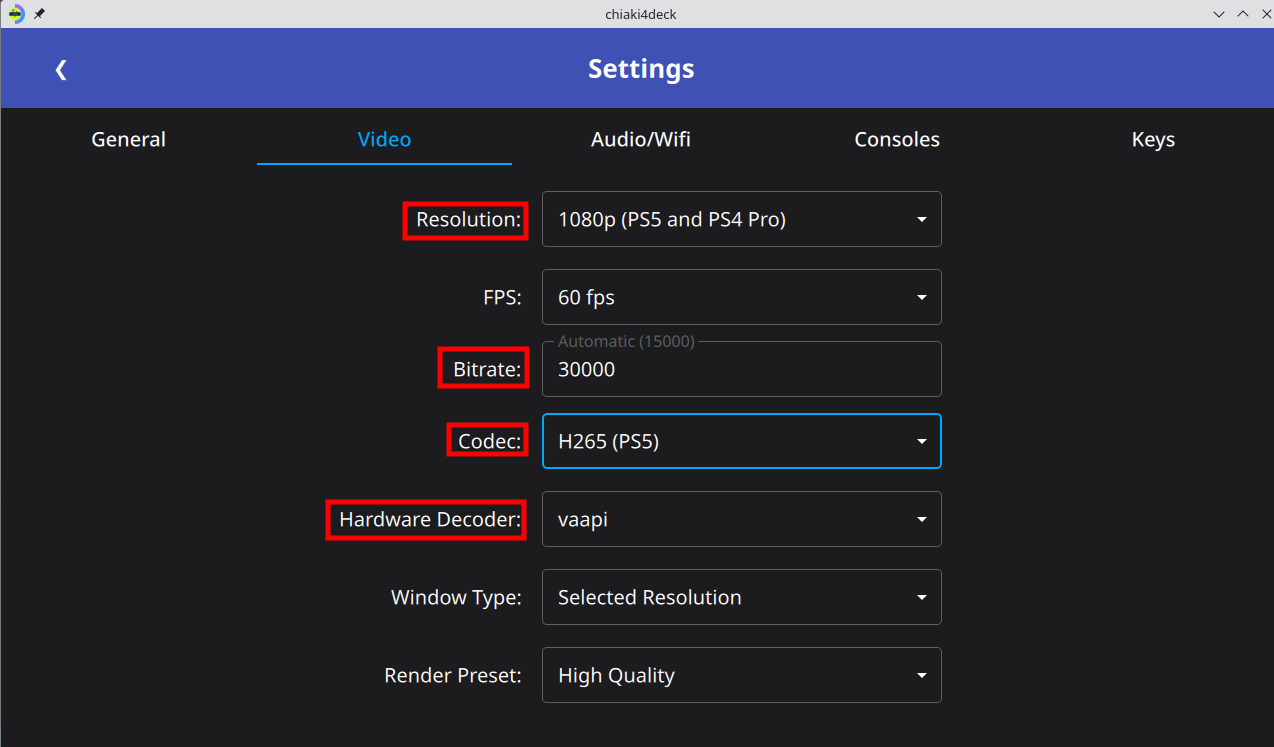 chiaki4deck
Settings
General Video Audio/Wifi Consoles Keys
Resolution: 1080p (PS5 and PS4 Pro)
FPS: 60 fps
Automatic (15000)
Bitrate: 30000
Codec: H265 (PS5)
Hardware Decoder: vaapi
Window Type: Selected Resolution
Render Preset: High Quality